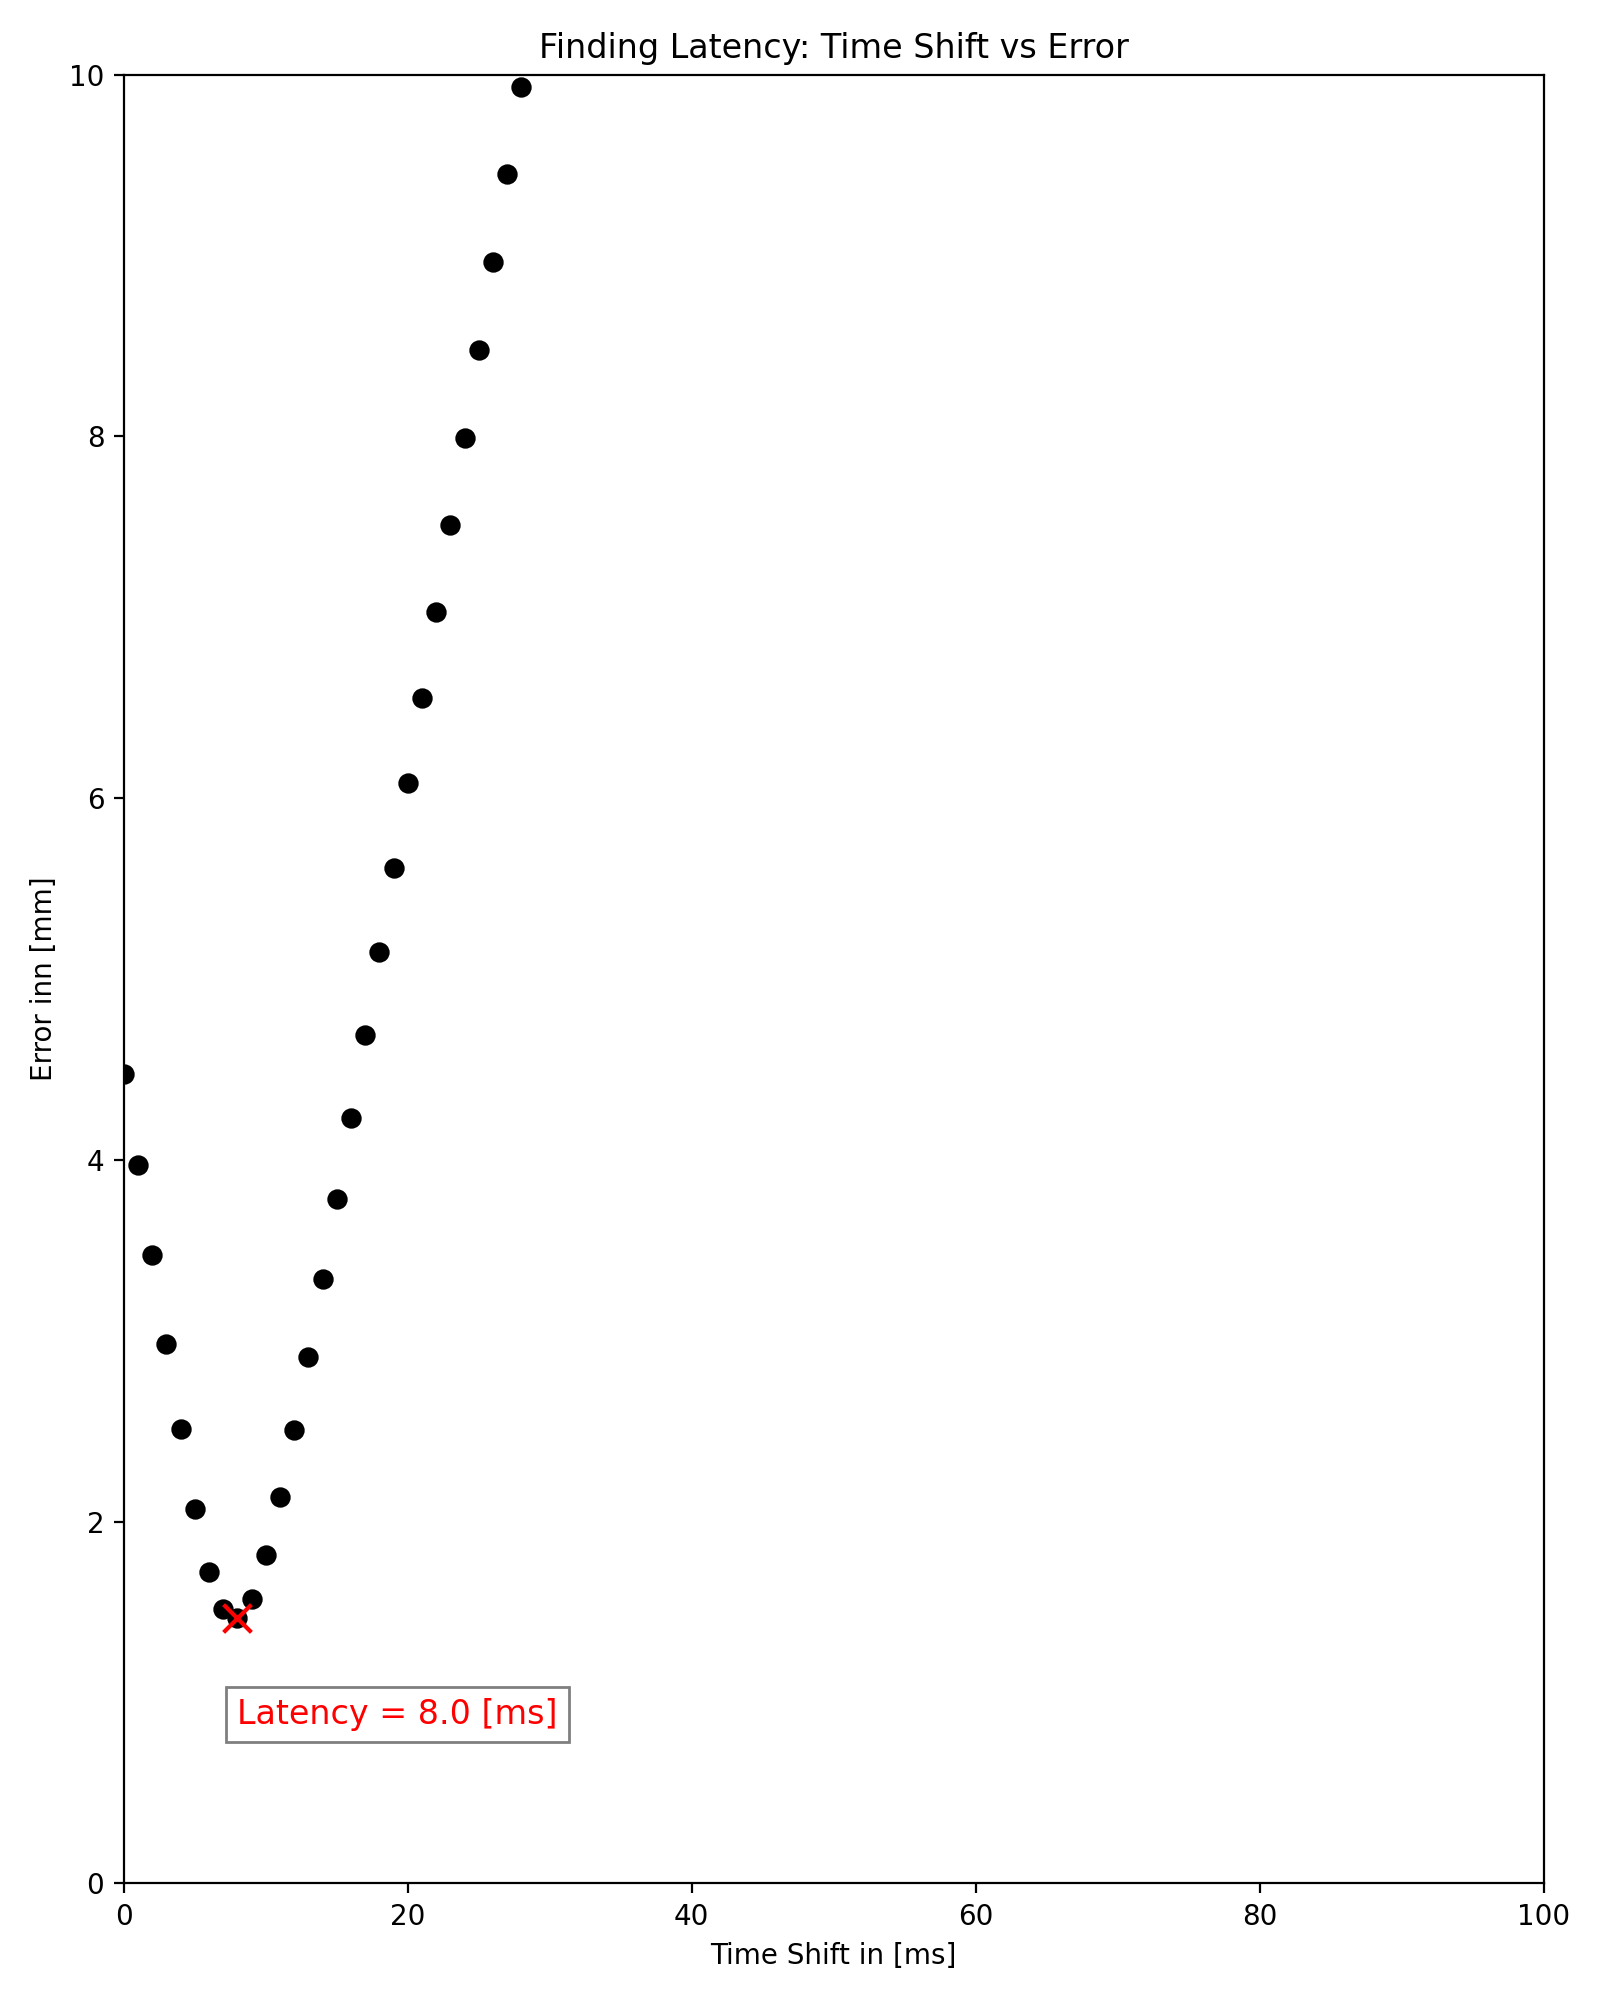 Finding Latency: Time Shift vs Error
10
8
6
4
2
0
Error inn [mm]
Latency = 8.0 [ms]
0 20 40 60 80 100
Time Shift in [ms]